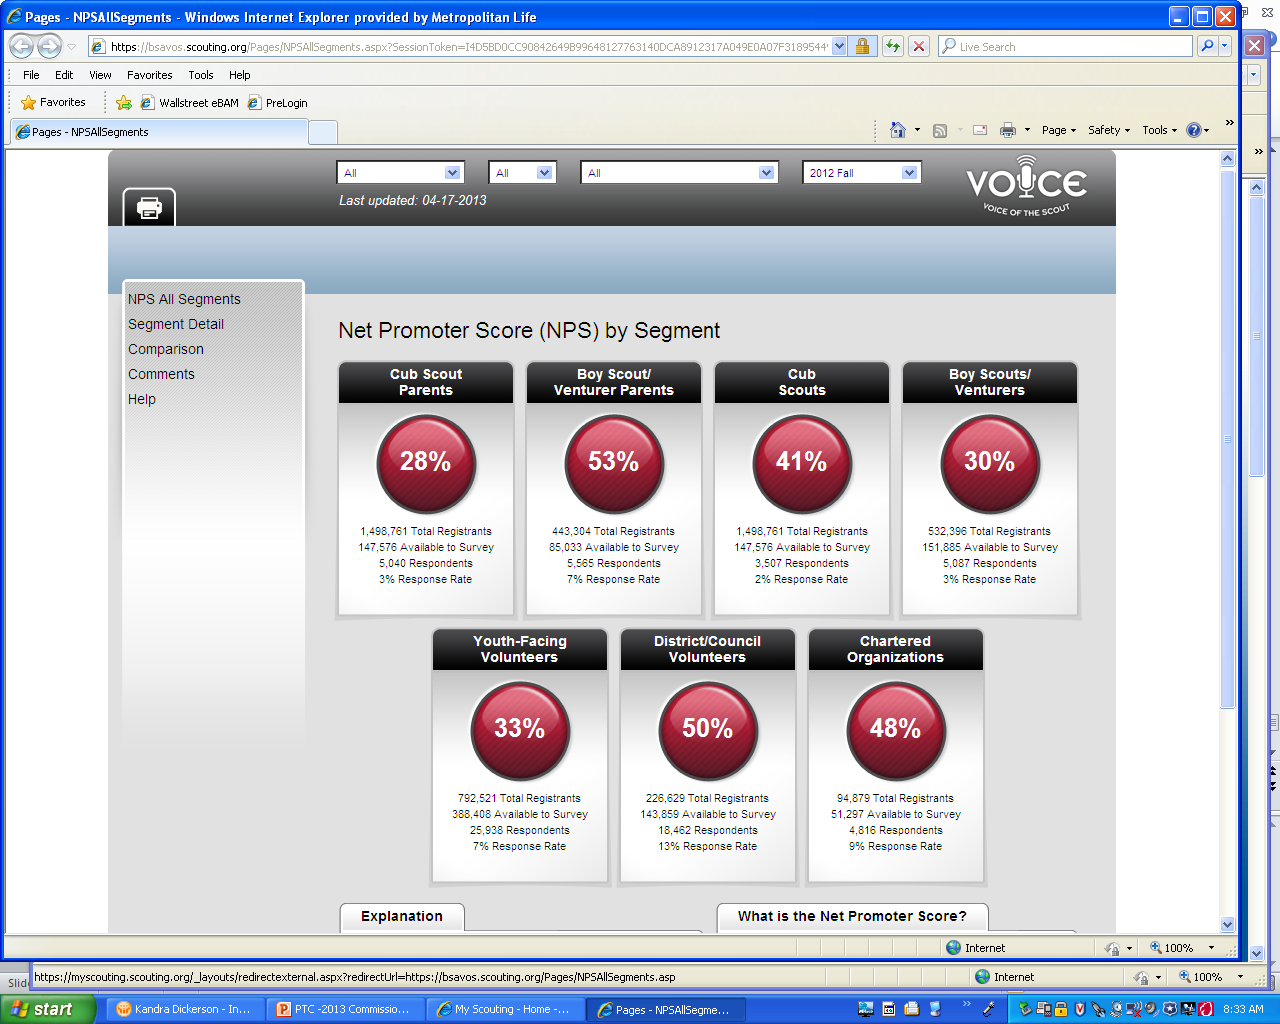 Pages - NPSAllSegments - Windows Internet Explorer provided by Metropolitan Life
https://bsavos.scouting.org/Pages/NPSAllSegments.aspx?SessionToken=I4D5BD0CC90842649B99648127763140DCA8912317A049E0A07F31895449
Live Search
File Edit View Favorites Tools Help
Favorites Wallstreet eBAM PreLogin
Pages - NPSAllSegments
Page Safety Tools
All All All 2012 Fall
Last updated: 04-17-2013
VOICE
VOICE OF THE SCOUT
NPS All Segments
Segment Detail
Comparison
Comments
Help
Net Promoter Score (NPS) by Segment
Cub Scout
Parents
28%
1,498,761 Total Registrants
147,576 Available to Survey
5,040 Respondents
3% Response Rate
Boy Scout/
Venturer Parents
53%
443,304 Total Registrants
85,033 Available to Survey
5,565 Respondents
7% Response Rate
Cub
Scouts
41%
1,498,761 Total Registrants
147,576 Available to Survey
3,507 Respondents
2% Response Rate
Boy Scouts/
Venturers
30%
532,396 Total Registrants
151,885 Available to Survey
5,087 Respondents
3% Response Rate
Youth-Facing
Volunteers
33%
792,521 Total Registrants
388,408 Available to Survey
25,938 Respondents
7% Response Rate
District/Council
Volunteers
50%
226,629 Total Registrants
143,859 Available to Survey
18,462 Respondents
13% Response Rate
Chartered
Organizations
48%
94,879 Total Registrants
51,297 Available to Survey
4,816 Respondents
9% Response Rate
Explanation
What is the Net Promoter Score?
Internet 100%
Slid
https://myscouting.scouting.org/_layouts/redirectexternal.aspx?redirectUrl=https://bsavos.scouting.org/Pages/NPSAllSegments.asp
Internet 100%
start
Kandra Dickerson - In...
PTC -2013 Commissio...
My Scouting - Home -...
Pages - NPSAllSegme...
8:33 AM